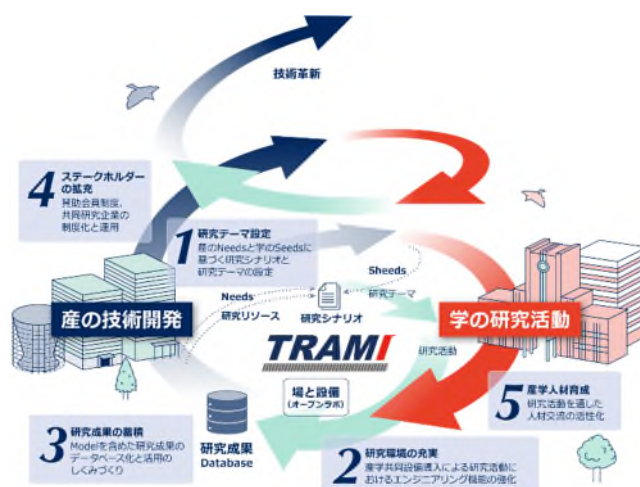 技術革新
4
ステークホルダー
の拡充
賛助会員制度、
共同研究企業の
制度化と運用
1
研究テーマ設定
産のNeedsと学のSeedsに
基づく研究シナリオと
研究テーマの設定
Sheeds
研究テーマ
Needs
研究リソース
研究シナリオ
産の技術開発
学の研究活動
TRAMI
研究活動
場と設備
(オープンラボ)
5
産学人材育成
研究活動を通した
人材交流の活性化
3
研究成果の蓄積
Modelを含めた研究成果の
データベース化と活用の
しくみづくり
研究成果
Database
2
研究環境の充実
産学共同設備導入による研究活動に
おけるエンジニアリング機能の強化